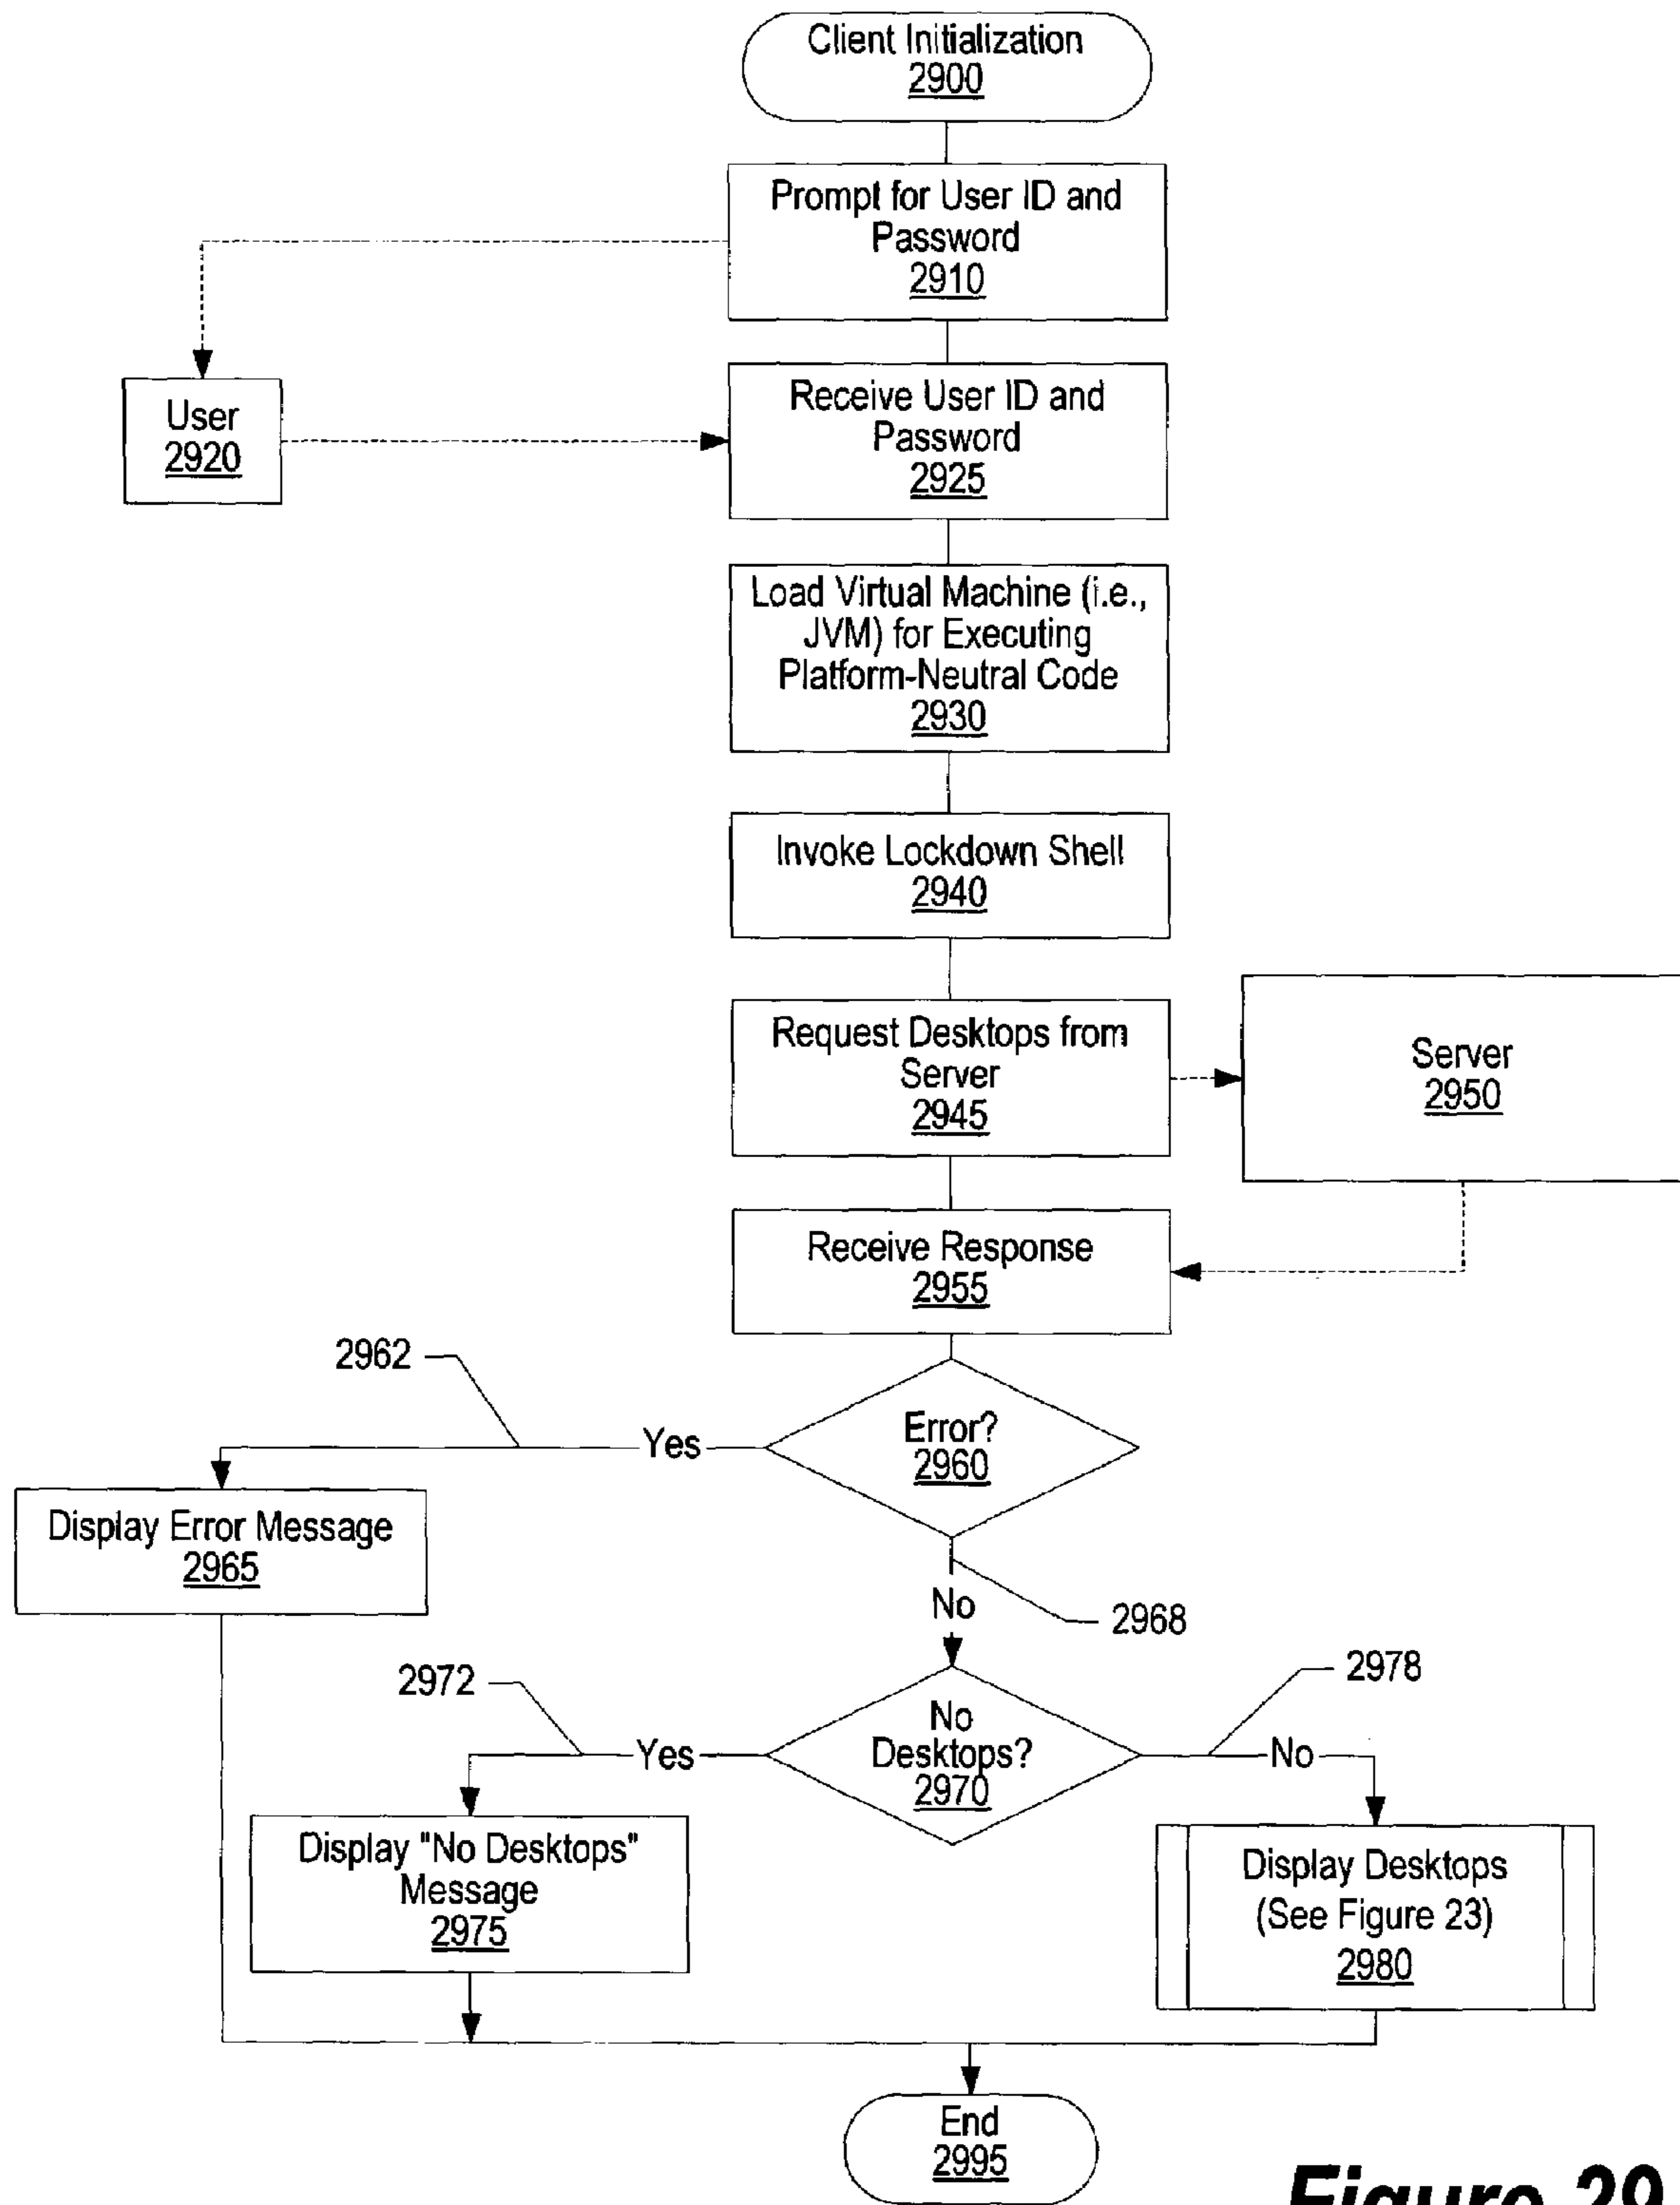 Client Initialization
2900
Prompt for User ID and
Password
2910
User
2920
Receive User ID and
Password
2925
Load Virtual Machine (i.e.,
JVM) for Executing
Platform-Neutral Code
2930
Invoke Lockdown Shell
2940
Request Desktops from
Server
2945
Server
2950
Receive Response
2955
2962
Yes
Error?
2960
Display Error Message
2965
No
2968
2972
2978
Yes
No
Desktops?
2970
No
Display "No Desktops"
Message
2975
Display Desktops
(See Figure 23)
2980
End
2995
Figure 29